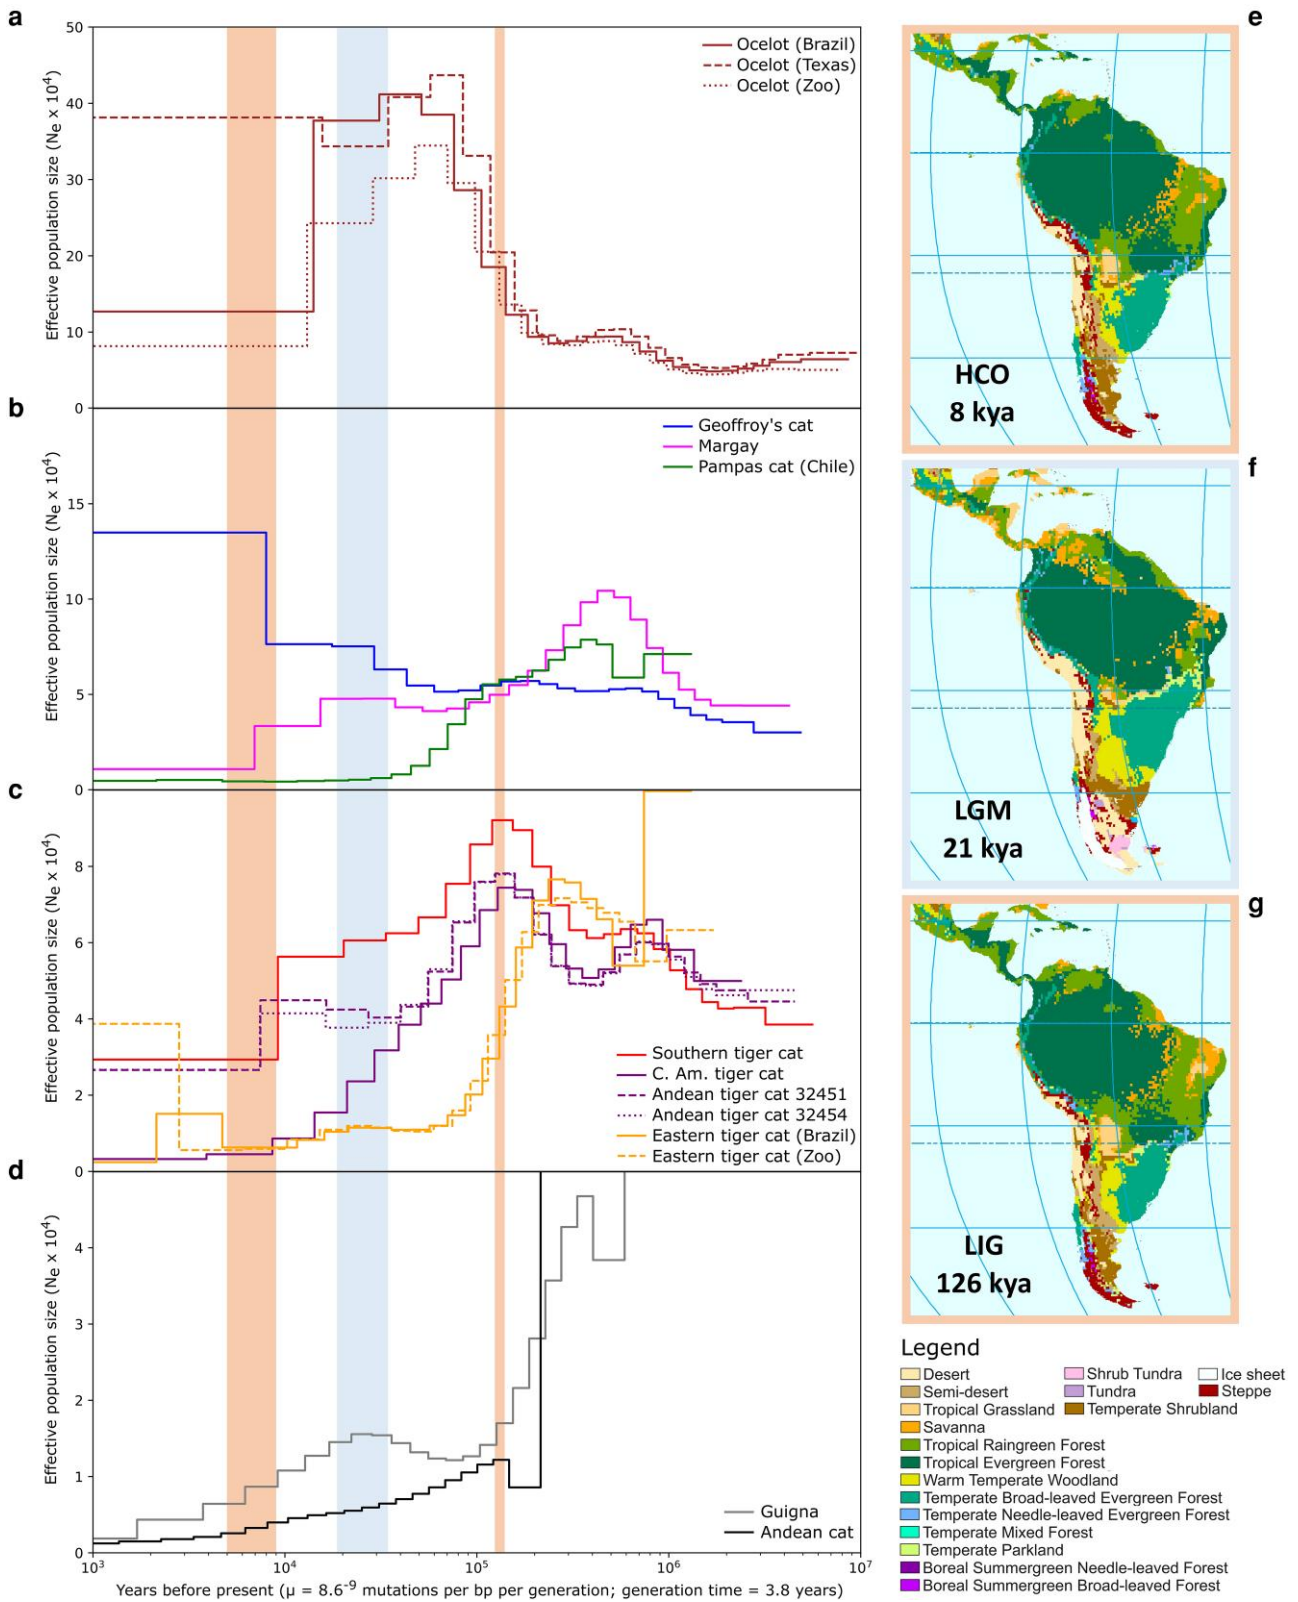 a
50
40
30
20
10
0
Effective population size (Ne x 10⁴)
Ocelot (Brazil)
Ocelot (Texas)
Ocelot (Zoo)
b
15
10
5
0
Effective population size (Ne x 10⁴)
Geoffroy's cat
Margay
Pampas cat (Chile)
c
8
6
4
2
0
Effective population size (Ne x 10⁴)
Southern tiger cat
C. Am. tiger cat
Andean tiger cat 32451
Andean tiger cat 32454
Eastern tiger cat (Brazil)
Eastern tiger cat (Zoo)
d
4
3
2
1
0
Effective population size (Ne x 10⁴)
Guigna
Andean cat
10³ 10⁴ 10⁵ 10⁶ 10⁷
Years before present (μ = 8.6⁻⁹ mutations per bp per generation; generation time = 3.8 years)
e
HCO
8 kya
f
LGM
21 kya
g
LIG
126 kya
Legend
Desert
Semi-desert
Tropical Grassland
Savanna
Tropical Raingreen Forest
Tropical Evergreen Forest
Warm Temperate Woodland
Temperate Broad-leaved Evergreen Forest
Temperate Needle-leaved Evergreen Forest
Temperate Mixed Forest
Temperate Parkland
Boreal Summergreen Needle-leaved Forest
Boreal Summergreen Broad-leaved Forest
Shrub Tundra
Tundra
Temperate Shrubland
Ice sheet
Steppe